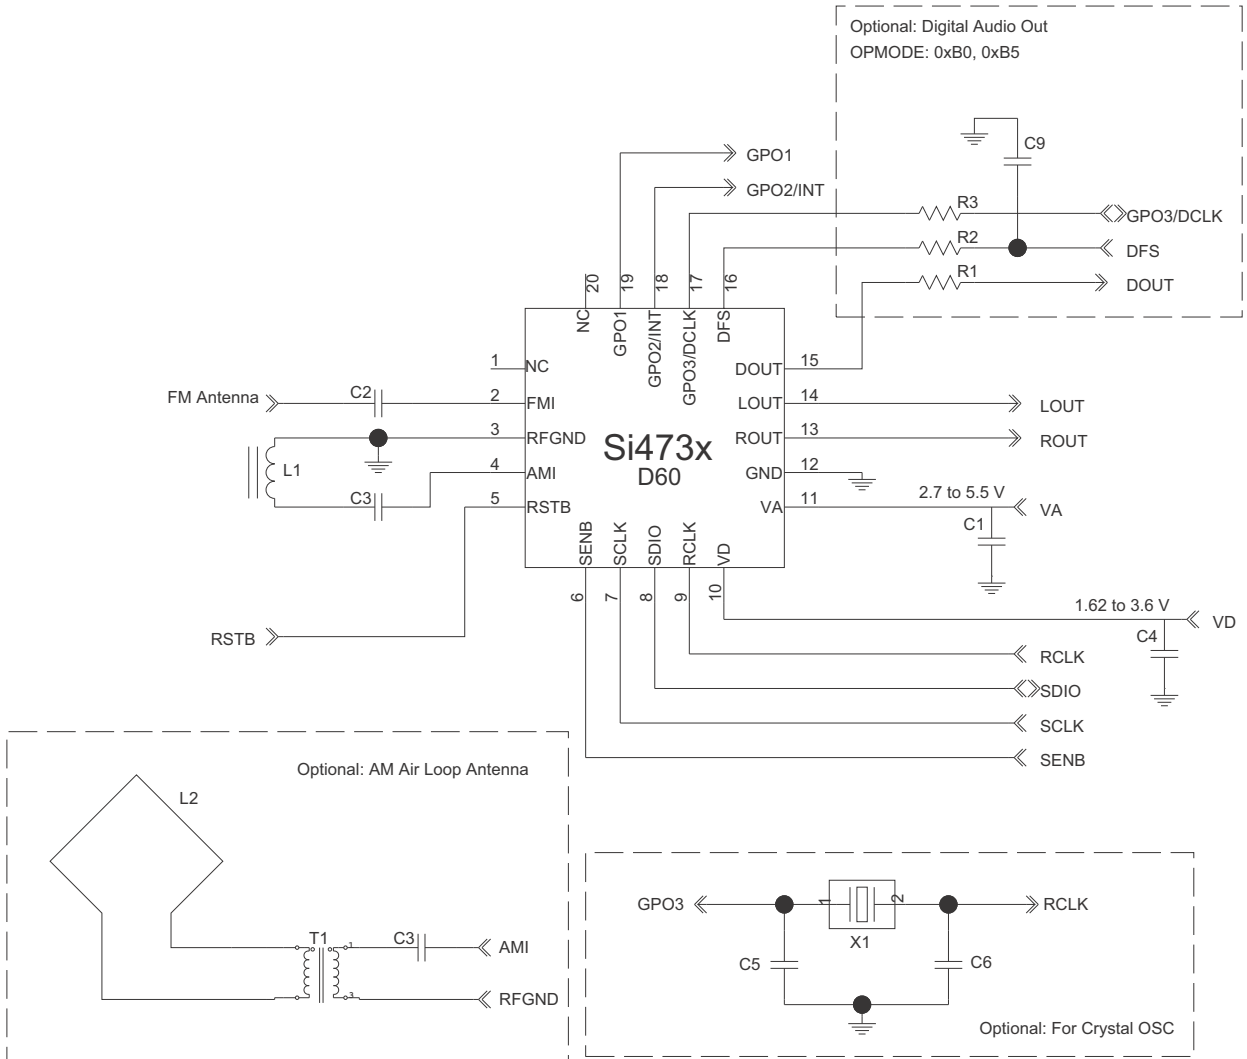 Optional: Digital Audio Out
OPMODE: 0xB0, 0xB5
C9
GPO1
GPO2/INT
R3
GPO3/DCLK
R2
DFS
R1
DOUT
20
19
18
17
16
NC
GPO1
GPO2/INT
GPO3/DCLK
DFS
1
NC
DOUT
15
FM Antenna
C2
2
FMI
LOUT
14
LOUT
3
RFGND
Si473x
D60
ROUT
13
ROUT
L1
4
AMI
GND
12
C3
5
RSTB
VA
11
2.7 to 5.5 V
VA
C1
SENB
SCLK
SDIO
RCLK
VD
6
7
8
9
10
1.62 to 3.6 V
VD
C4
RSTB
RCLK
SDIO
SCLK
SENB
Optional: AM Air Loop Antenna
L2
T1
1
C3
AMI
3
RFGND
GPO3
1
2
RCLK
X1
C5
C6
Optional: For Crystal OSC